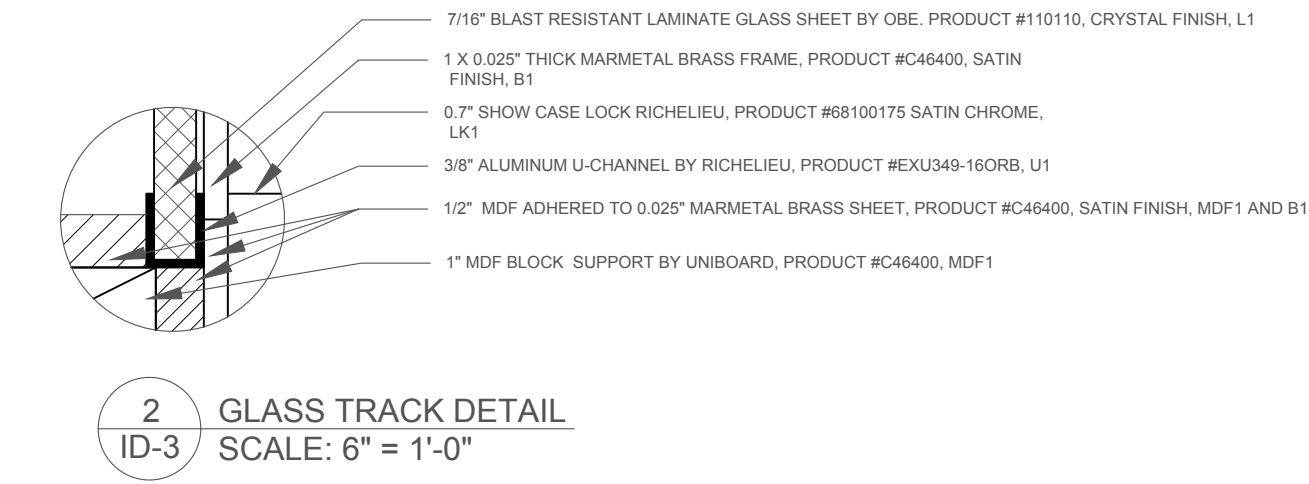 7/16" BLAST RESISTANT LAMINATE GLASS SHEET BY OBE. PRODUCT #110110, CRYSTAL FINISH, L1
1 X 0.025" THICK MARMETAL BRASS FRAME, PRODUCT #C46400, SATIN
FINISH, B1
0.7" SHOW CASE LOCK RICHELIEU, PRODUCT #68100175 SATIN CHROME,
LK1
3/8" ALUMINUM U-CHANNEL BY RICHELIEU, PRODUCT #EXU349-16ORB, U1
1/2" MDF ADHERED TO 0.025" MARMETAL BRASS SHEET, PRODUCT #C46400, SATIN FINISH, MDF1 AND B1
1" MDF BLOCK SUPPORT BY UNIBOARD, PRODUCT #C46400, MDF1
2 GLASS TRACK DETAIL
ID-3 SCALE: 6" = 1'-0"